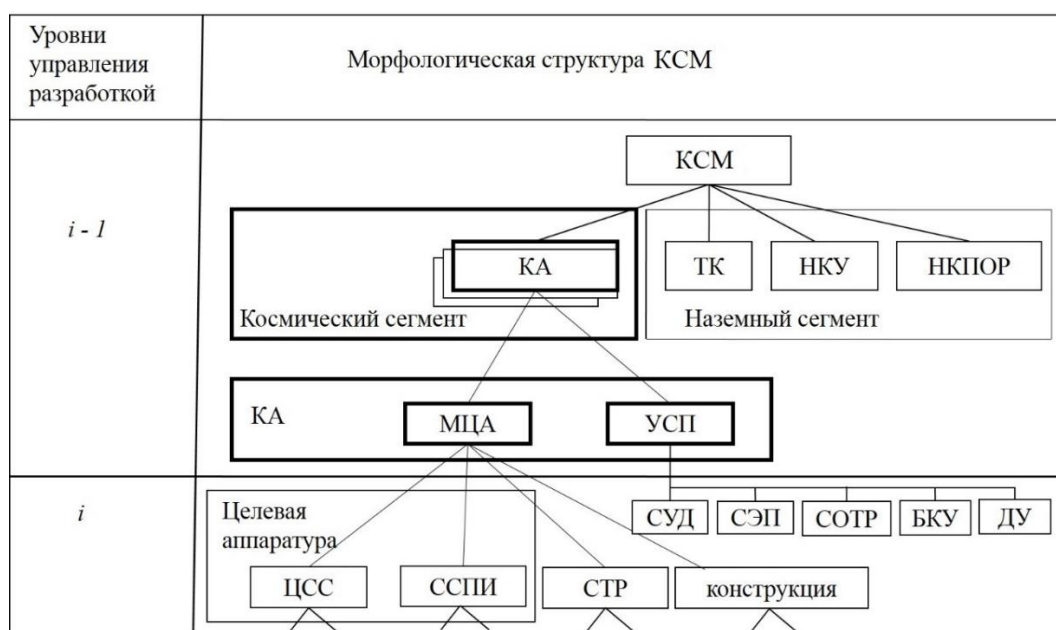 Уровни
управления
разработкой
Морфологическая структура КСМ
i - 1
КСМ
КА
ТК
НКУ
НКПОР
Космический сегмент
Наземный сегмент
КА
МЦА
УСП
i
Целевая
аппаратура
СУД
СЭП
СОТР
БКУ
ДУ
ЦСС
ССПИ
СТР
конструкция